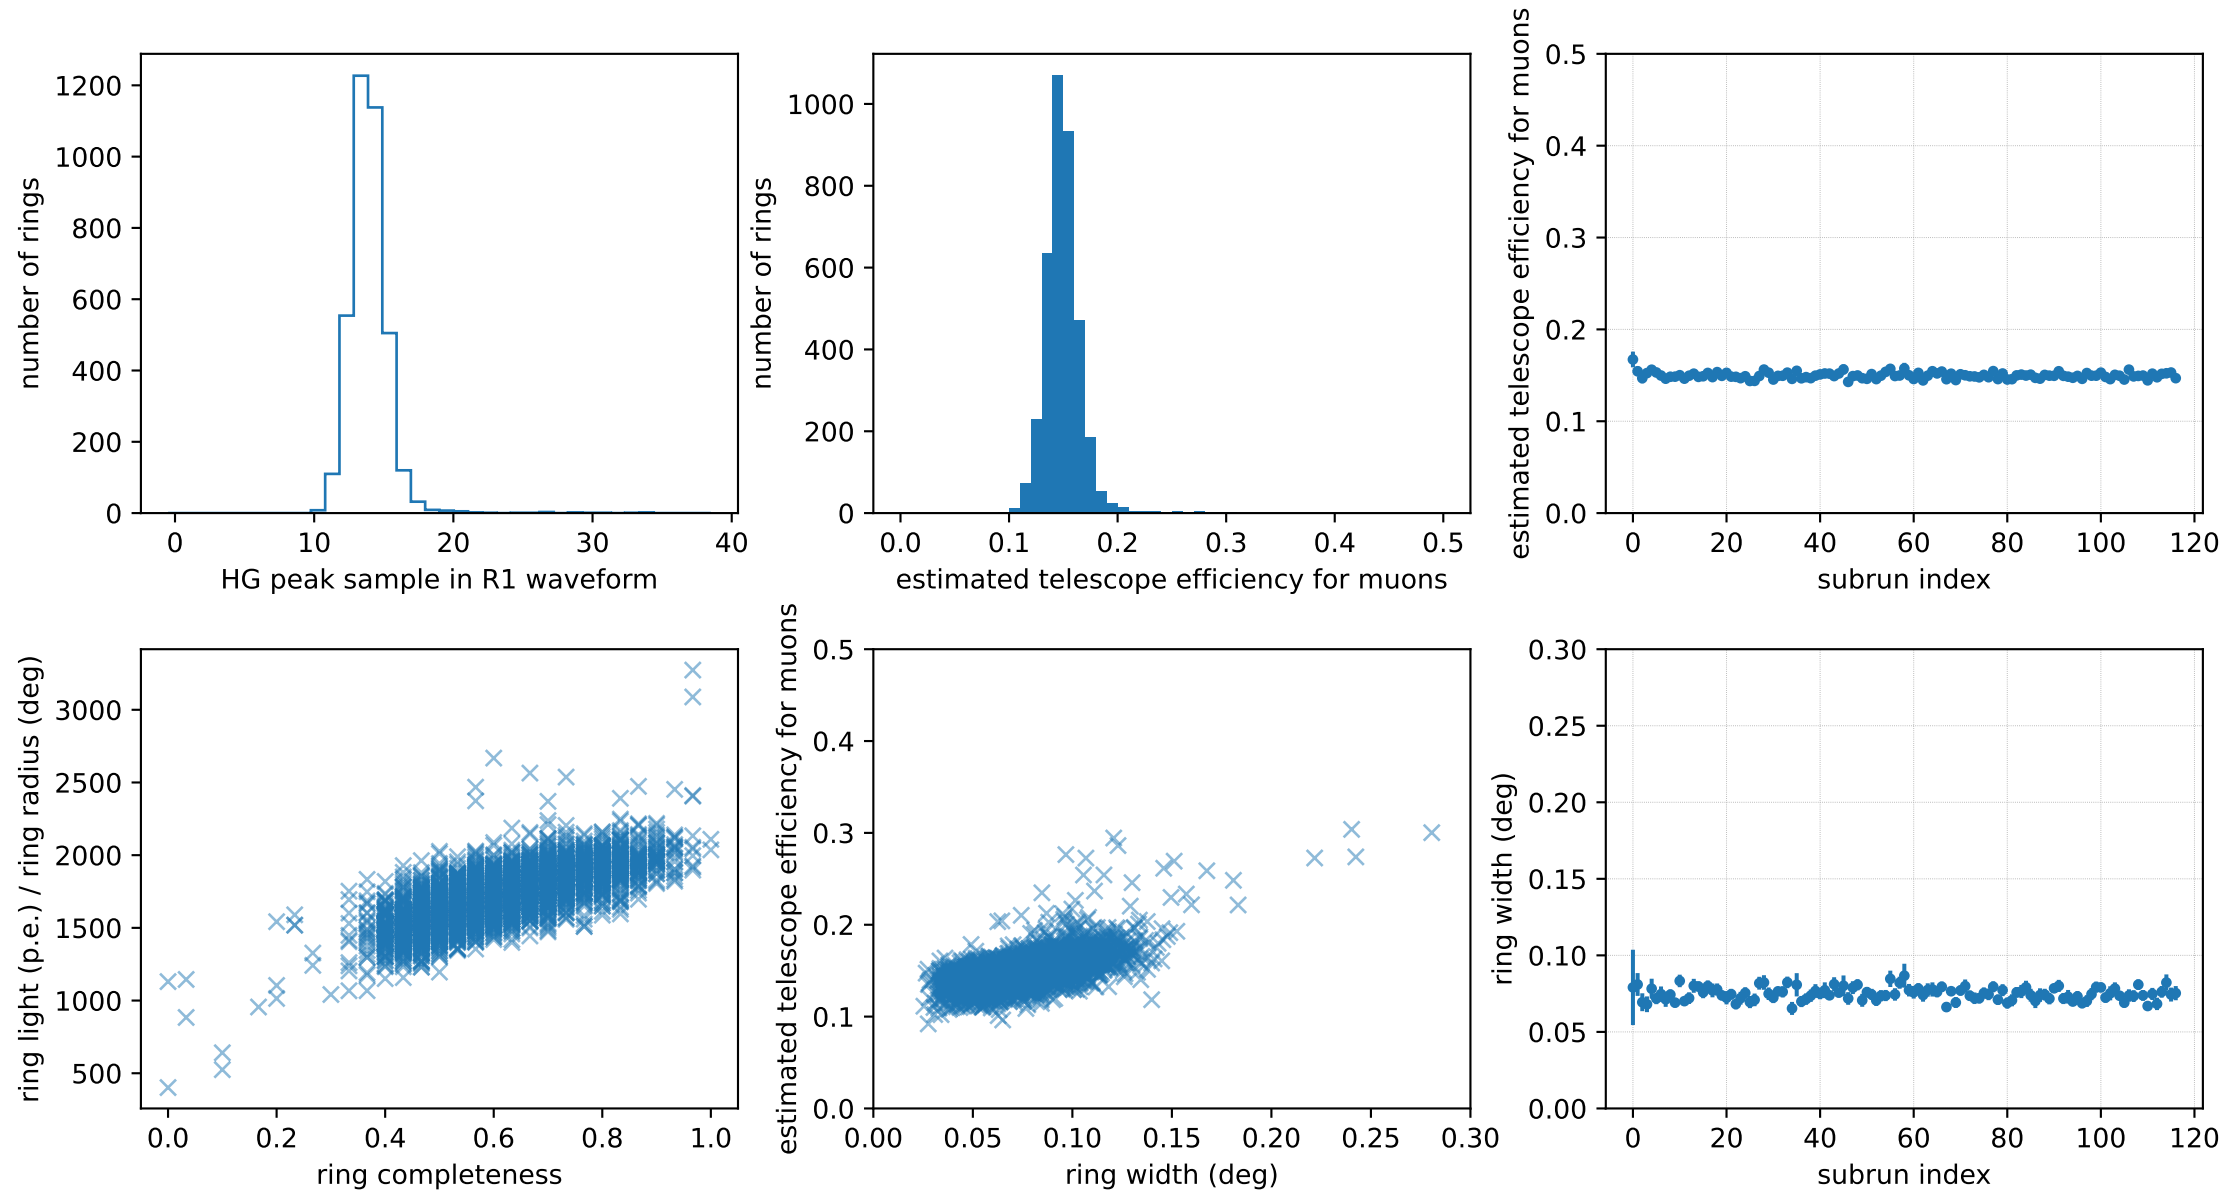 number of rings
1200
1000
800
600
400
200
0
0 10 20 30 40
HG peak sample in R1 waveform
number of rings
1000
800
600
400
200
0
0.0 0.1 0.2 0.3 0.4 0.5
estimated telescope efficiency for muons
estimated telescope efficiency for muons
0.5
0.4
0.3
0.2
0.1
0.0
0 20 40 60 80 100 120
subrun index
ring light (p.e.) / ring radius (deg)
3000
2500
2000
1500
1000
500
0.0 0.2 0.4 0.6 0.8 1.0
ring completeness
estimated telescope efficiency for muons
0.5
0.4
0.3
0.2
0.1
0.0
0.00 0.05 0.10 0.15 0.20 0.25 0.30
ring width (deg)
ring width (deg)
0.30
0.25
0.20
0.15
0.10
0.05
0.00
0 20 40 60 80 100 120
subrun index